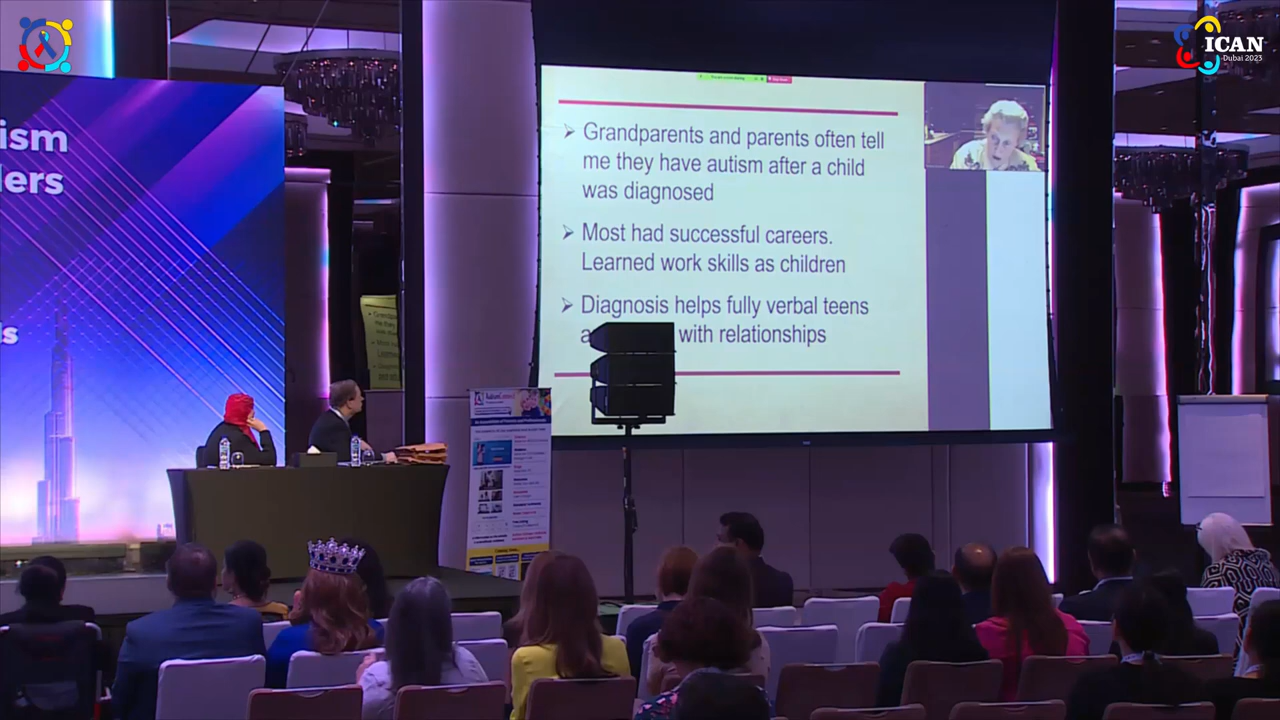 ICAN
Dubai 2023
ism
ders
s
➤ Grandparents and parents often tell
me they have autism after a child
was diagnosed
➤ Most had successful careers.
Learned work skills as children
➤ Diagnosis helps fully verbal teens
a with relationships